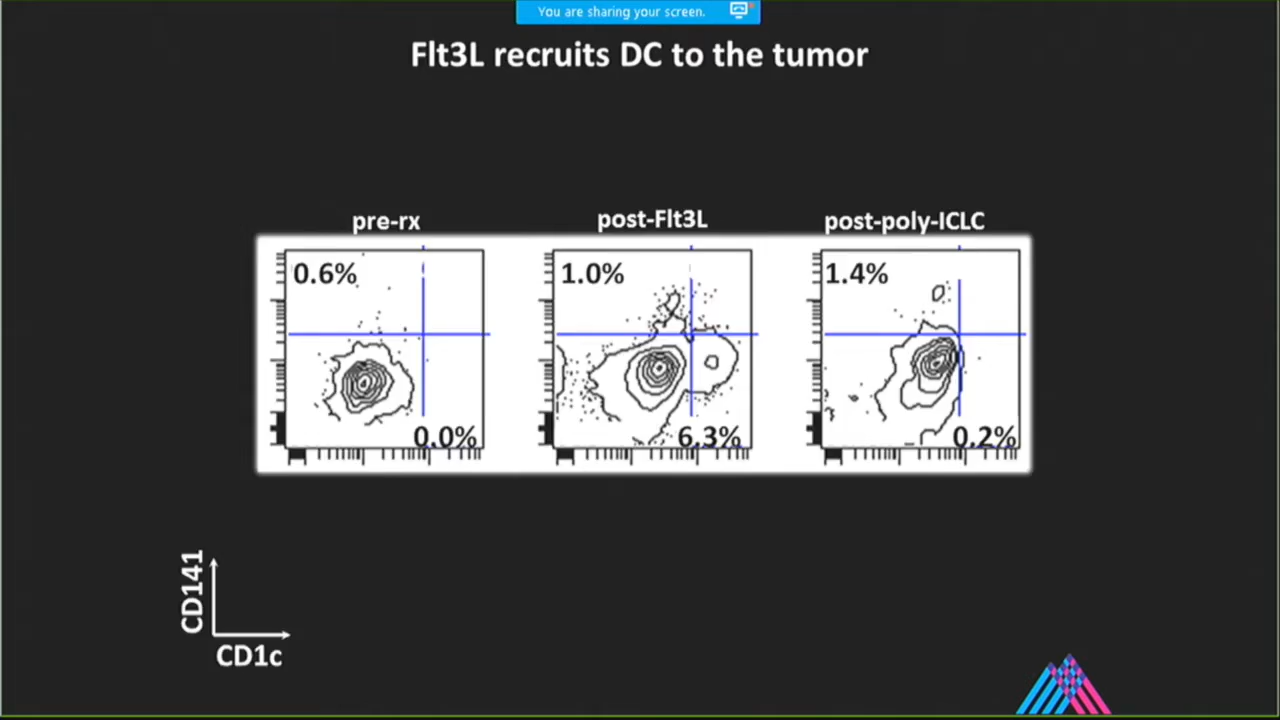 You are sharing your screen.
Flt3L recruits DC to the tumor
pre-rx
post-Flt3L
post-poly-ICLC
0.6%
1.0%
1.4%
0.0%
6.3%
0.2%
CD141
CD1c